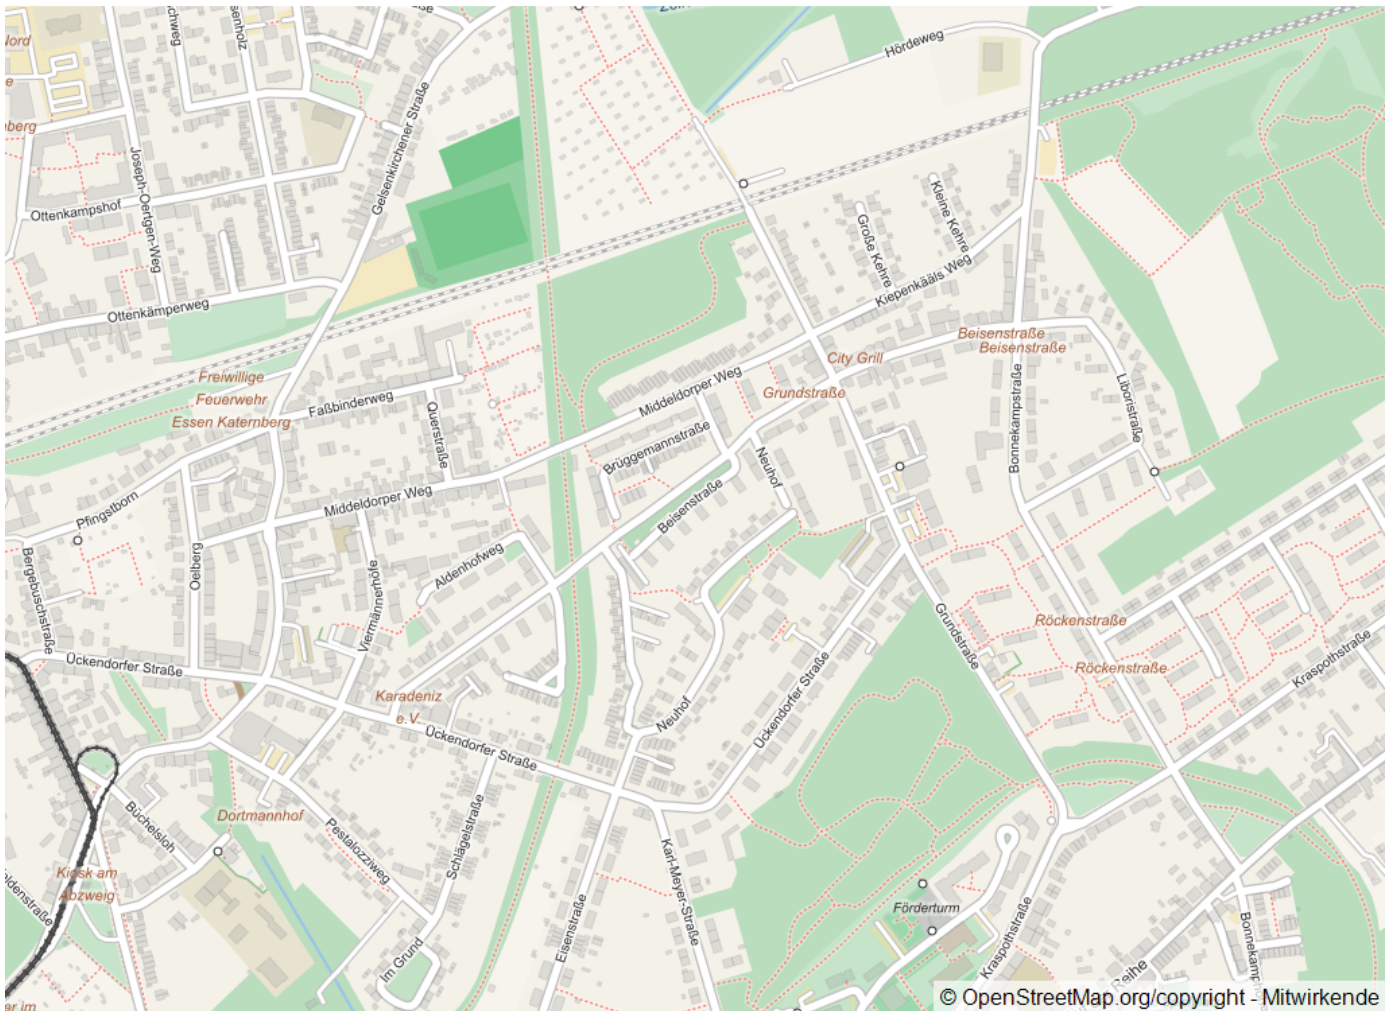 Nord
Hördeweg
Gelsenkirchener Straße
Joseph-Oertgen-Weg
Ottenkampshof
Kleine Kehre
Große Kehre
Kiepenkääls Weg
Ottenkämperweg
Beisenstraße
Beisenstraße
City Grill
Grundstraße
Freiwillige
Feuerwehr
Essen Katernberg
Faßbinderweg
Querstraße
Middeldorper Weg
Liboristraße
Bonnekampstraße
Brüggemannstraße
Neuhof
Pfingstborn
Middeldorper Weg
Beisenstraße
Bergebuschstraße
Oelberg
Viermännerhöfe
Aldenhofweg
Grundstraße
Röckenstraße
Röckenstraße
Kraspothstraße
Ückendorfer Straße
Karadeniz
e.V.
Neuhof
Ückendorfer Straße
Ückendorfer Straße
Büchelsloh
Dortmannhof
Pestalozziweg
Schlägelstraße
Kiosk am
Abzweig
Karl-Meyer-Straße
Eisenstraße
Förderturm
Im Grund
Kraspothstraße
Reihe
© OpenStreetMap.org/copyright - Mitwirkende